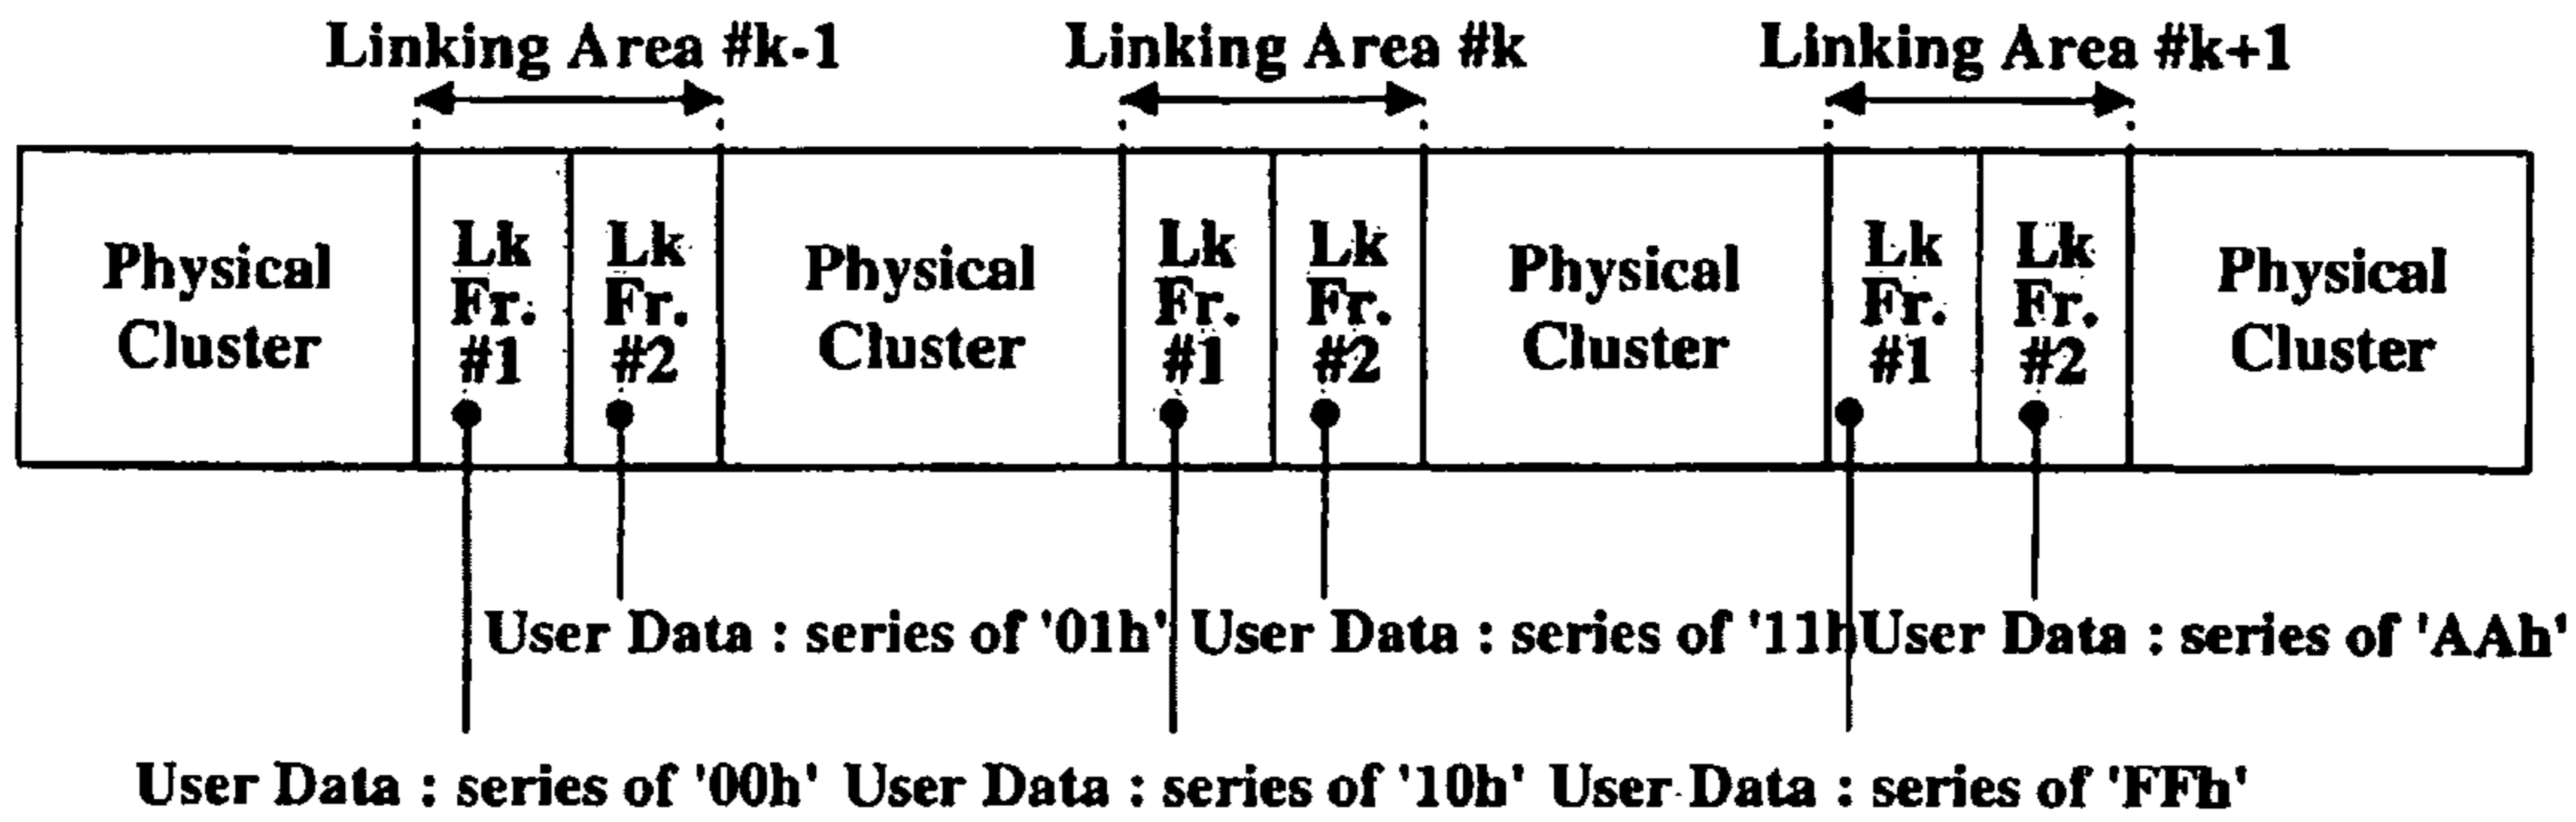 Linking Area #k-1 Linking Area #k Linking Area #k+1
Physical Cluster Lk Fr. #1 Lk Fr. #2 Physical Cluster Lk Fr. #1 Lk Fr. #2 Physical Cluster Lk Fr. #1 Lk Fr. #2 Physical Cluster
User Data : series of '01h' User Data : series of '11h User Data : series of 'AAh'
User Data : series of '00h' User Data : series of '10h' User Data : series of 'FFh'